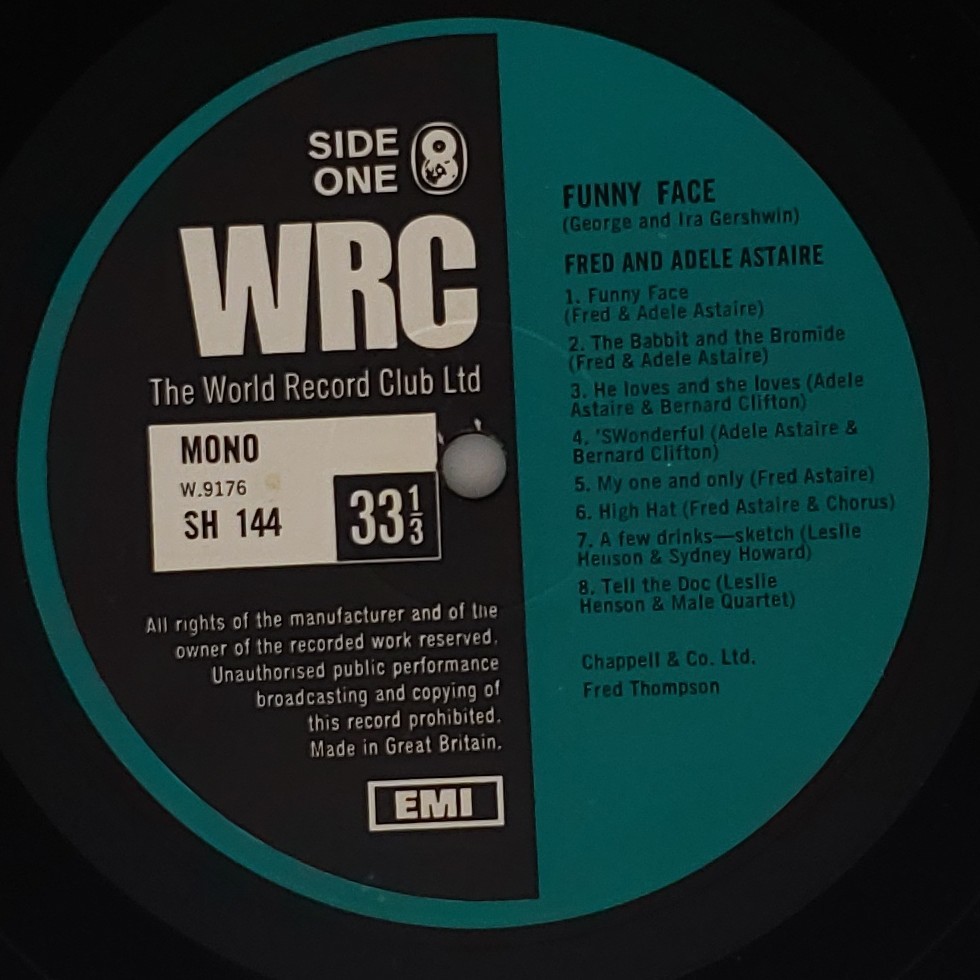 SIDE
ONE
WRC
The World Record Club Ltd
MONO
W.9176
SH 144
33⅓
All rights of the manufacturer and of the
owner of the recorded work reserved.
Unauthorised public performance
broadcasting and copying of
this record prohibited.
Made in Great Britain.
EMI
FUNNY FACE
(George and Ira Gershwin)
FRED AND ADELE ASTAIRE
1. Funny Face
(Fred & Adele Astaire)
2. The Babbit and the Bromide
(Fred & Adele Astaire)
3. He loves and she loves (Adele
Astaire & Bernard Clifton)
4. 'SWonderful (Adele Astaire &
Bernard Clifton)
5. My one and only (Fred Astaire)
6. High Hat (Fred Astaire & Chorus)
7. A few drinks—sketch (Leslie
Henson & Sydney Howard)
8. Tell the Doc (Leslie
Henson & Male Quartet)
Chappell & Co. Ltd.
Fred Thompson